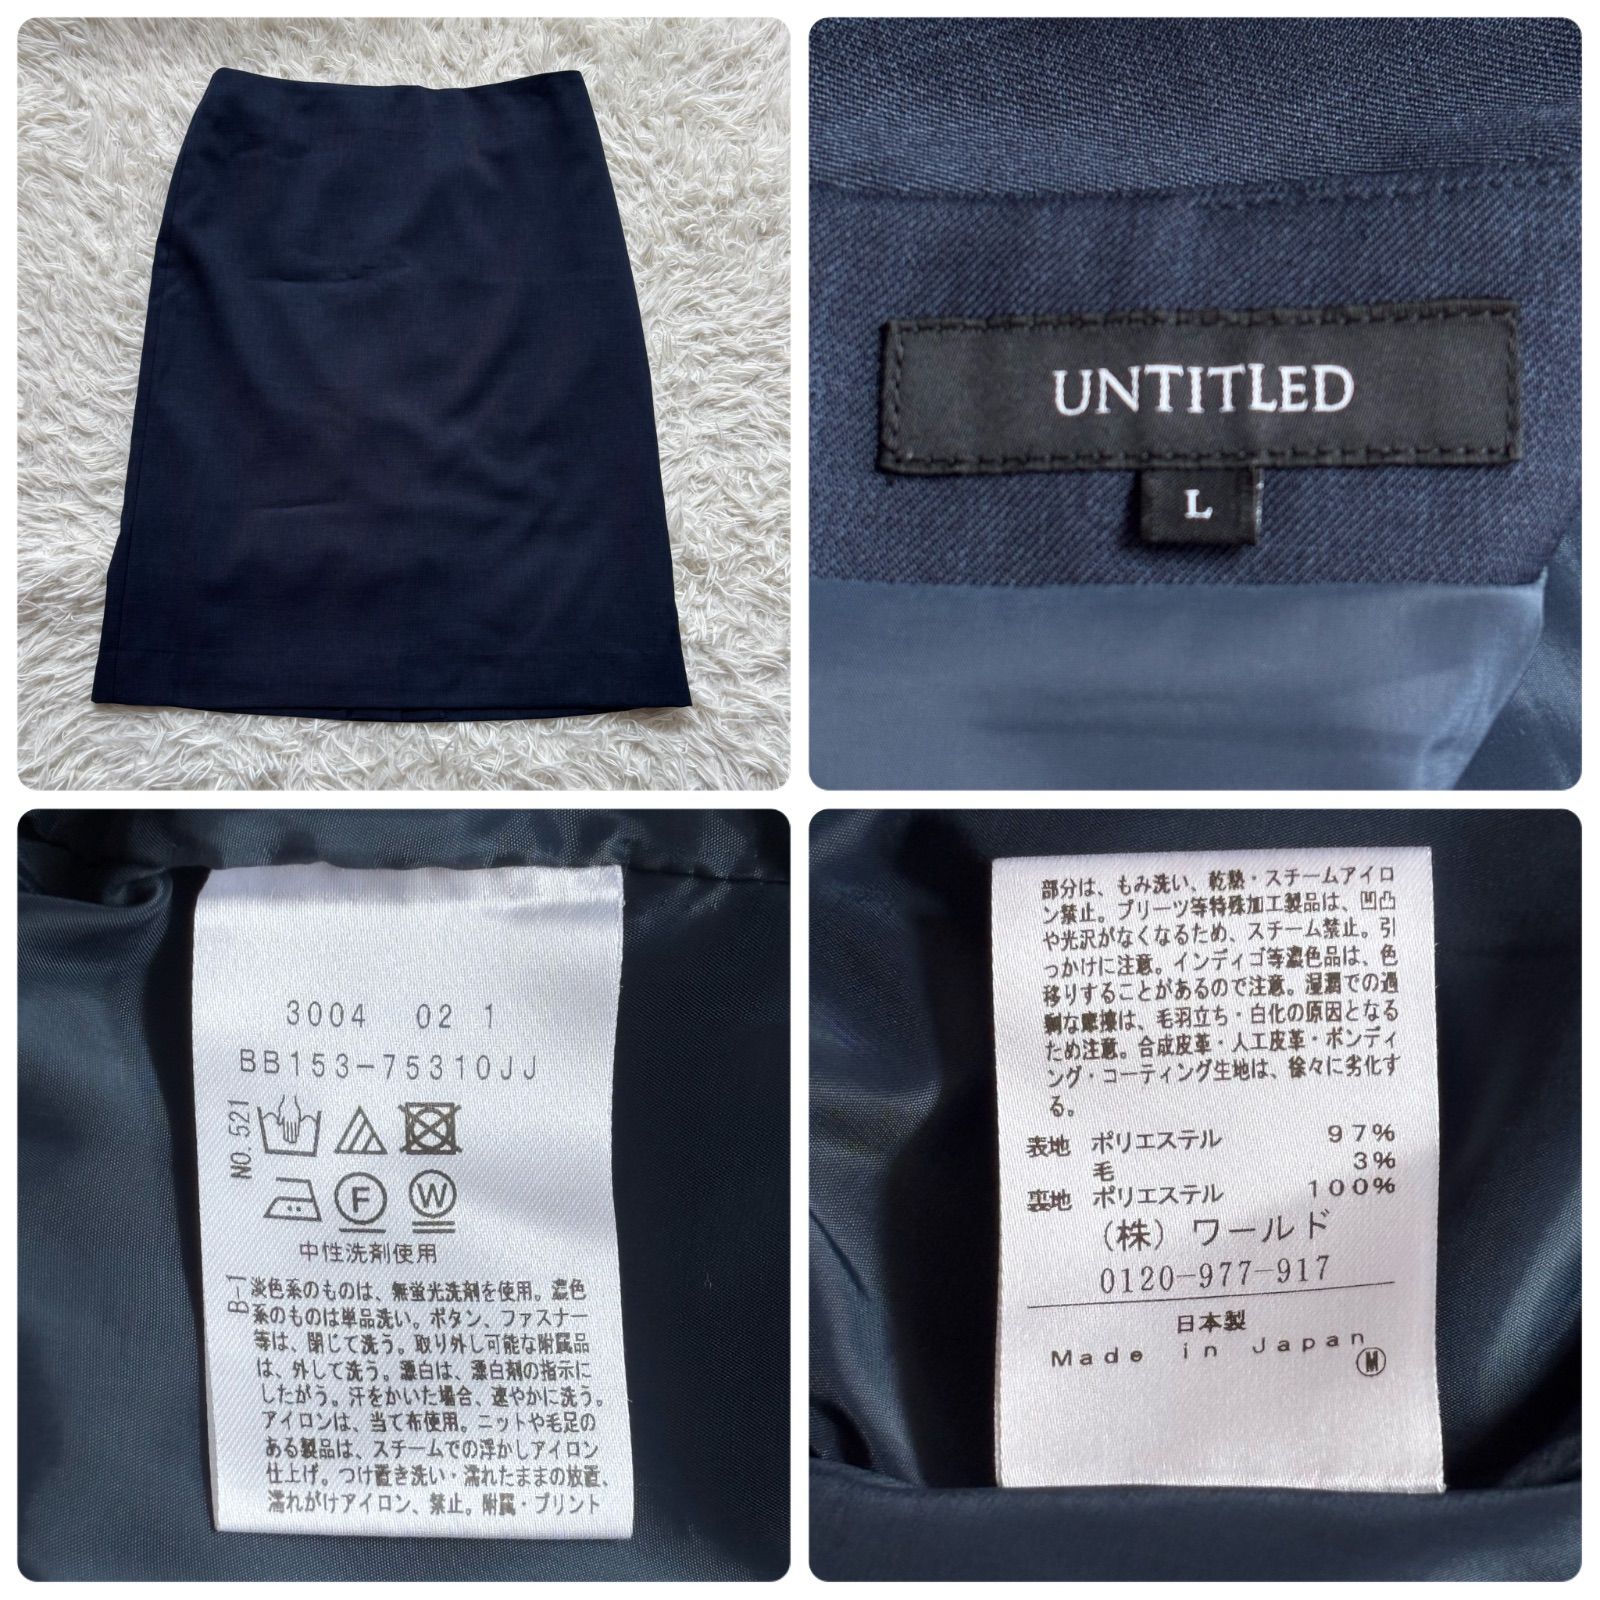 UNTITLED
L
3004 02 1
BB153-75310JJ
NO.521
F
W
中性洗剤使用
B-1
淡色系のものは、無蛍光洗剤を使用。濃色
系のものは単品洗い。ボタン、ファスナー
等は、閉じて洗う。取り外し可能な附属品
は、外して洗う。漂白は、漂白剤の指示に
したがう。汗をかいた場合、速やかに洗う。
アイロンは、当て布使用。ニットや毛足の
ある製品は、スチームでの浮かしアイロン
仕上げ。つけ置き洗い・濡れたままの放置、
濡れがけアイロン、禁止。附属・プリント
部分は、もみ洗い、乾熱・スチームアイロ
ン禁止。プリーツ等特殊加工製品は、凹凸
や光沢がなくなるため、スチーム禁止。引
っかけに注意。インディゴ等濃色品は、色
移りすることがあるので注意。湿潤での過
剰な摩擦は、毛羽立ち・白化の原因となる
ため注意。合成皮革・人工皮革・ボンディ
ング・コーティング生地は、徐々に劣化す
る。
表地 ポリエステル 97%
毛 3%
裏地 ポリエステル 100%
(株) ワールド
0120-977-917
日本製
Made in Japan
M